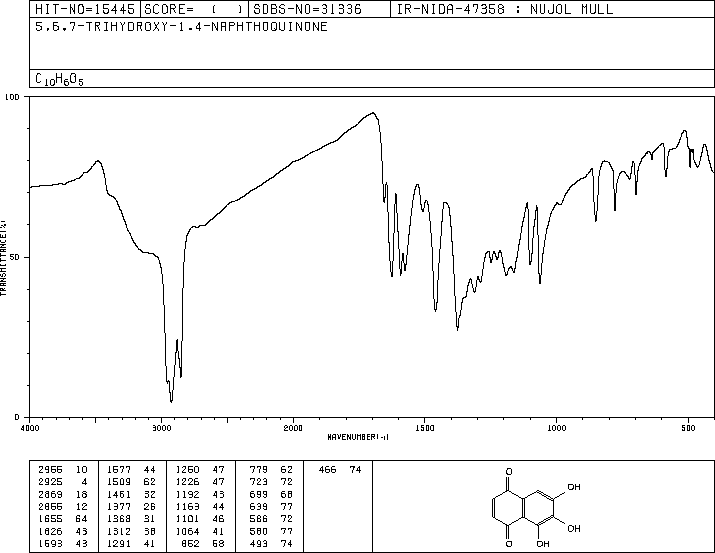 HIT-NO=15445 SCORE= ( ) SDBS-NO=31336 IR-NIDA-47358 : NUJOL MULL
5,6,7-TRIHYDROXY-1,4-NAPHTHOQUINONE
C10H6O5
100
50
0
TRANSMITTANCE(%)
4000 3000 2000 1500 1000 500
WAVENUMBER(-1)
2955 10 1577 44 1250 47 779 62 466 74
2925 4 1509 62 1226 47 723 72
2869 18 1461 32 1192 43 699 68
2855 12 1377 26 1163 44 639 77
1655 64 1368 31 1101 46 586 72
1626 43 1312 38 1064 41 580 77
1593 43 1291 41 852 58 493 74
O
OH
OH
O OH